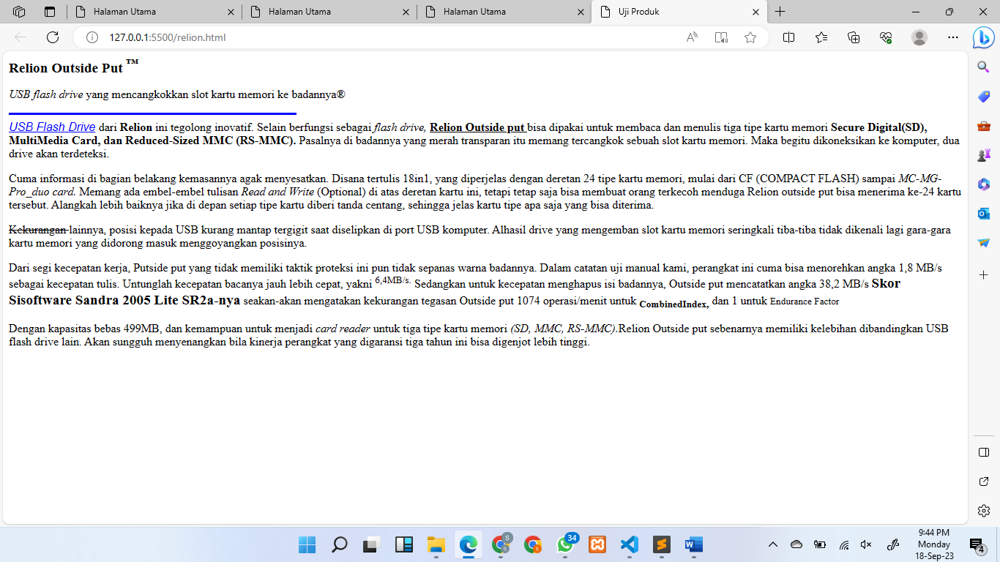 Halaman Utama
Halaman Utama
Halaman Utama
Uji Produk
127.0.0.1:5500/relion.html
Relion Outside Put ™
USB flash drive yang mencangkokkan slot kartu memori ke badannya®
USB Flash Drive dari Relion ini tegolong inovatif. Selain berfungsi sebagai flash drive, Relion Outside put bisa dipakai untuk membaca dan menulis tiga tipe kartu memori Secure Digital(SD),
MultiMedia Card, dan Reduced-Sized MMC (RS-MMC). Pasalnya di badannya yang merah transparan itu memang tercangkok sebuah slot kartu memori. Maka begitu dikoneksikan ke komputer, dua
drive akan terdeteksi.
Cuma informasi di bagian belakang kemasannya agak menyesatkan. Disana tertulis 18in1, yang diperjelas dengan deretan 24 tipe kartu memori, mulai dari CF (COMPACT FLASH) sampai MC-MG-
Pro_duo card. Memang ada embel-embel tulisan Read and Write (Optional) di atas deretan kartu ini, tetapi tetap saja bisa membuat orang terkecoh menduga Relion outside put bisa menerima ke-24 kartu
tersebut. Alangkah lebih baiknya jika di depan setiap tipe kartu diberi tanda centang, sehingga jelas kartu tipe apa saja yang bisa diterima.
Kekurangan lainnya, posisi kepada USB kurang mantap tergigit saat diselipkan di port USB komputer. Alhasil drive yang mengemban slot kartu memori seringkali tiba-tiba tidak dikenali lagi gara-gara
kartu memori yang didorong masuk menggoyangkan posisinya.
Dari segi kecepatan kerja, Putside put yang tidak memiliki taktik proteksi ini pun tidak sepanas warna badannya. Dalam catatan uji manual kami, perangkat ini cuma bisa menorehkan angka 1,8 MB/s
sebagai kecepatan tulis. Untunglah kecepatan bacanya jauh lebih cepat, yakni 6,4MB/s. Sedangkan untuk kecepatan menghapus isi badannya, Outside put mencatatkan angka 38,2 MB/s Skor
Sisoftware Sandra 2005 Lite SR2a-nya seakan-akan mengatakan kekurangan tegasan Outside put 1074 operasi/menit untuk CombinedIndex, dan 1 untuk Endurance Factor
Dengan kapasitas bebas 499MB, dan kemampuan untuk menjadi card reader untuk tiga tipe kartu memori (SD, MMC, RS-MMC).Relion Outside put sebenarnya memiliki kelebihan dibandingkan USB
flash drive lain. Akan sungguh menyenangkan bila kinerja perangkat yang digaransi tiga tahun ini bisa digenjot lebih tinggi.
S
34
9:44 PM
Monday
18-Sep-23
4